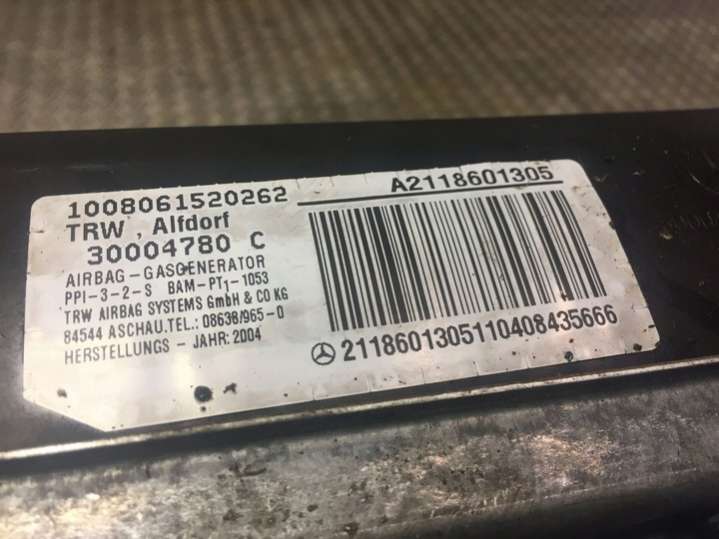 1008061520262
TRW , Alfdorf
30004780 C
AIRBAG - GASGENERATOR
PPI-3-2-S BAM-PT1-1053
TRW AIRBAG SYSTEMS GmbH & CO KG
84544 ASCHAU.TEL.: 08638/965-0
HERSTELLUNGS - JAHR: 2004
A2118601305
2118601305110408435666